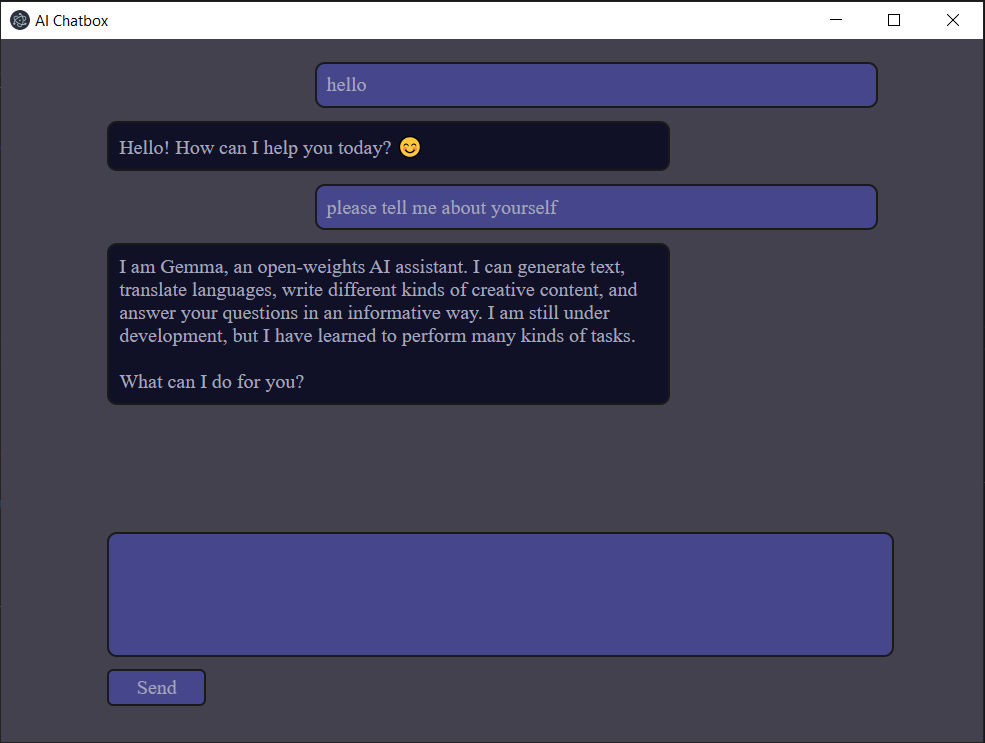 AI Chatbox
hello
Hello! How can I help you today? 😊
please tell me about yourself
I am Gemma, an open-weights AI assistant. I can generate text,
translate languages, write different kinds of creative content, and
answer your questions in an informative way. I am still under
development, but I have learned to perform many kinds of tasks.
What can I do for you?
Send